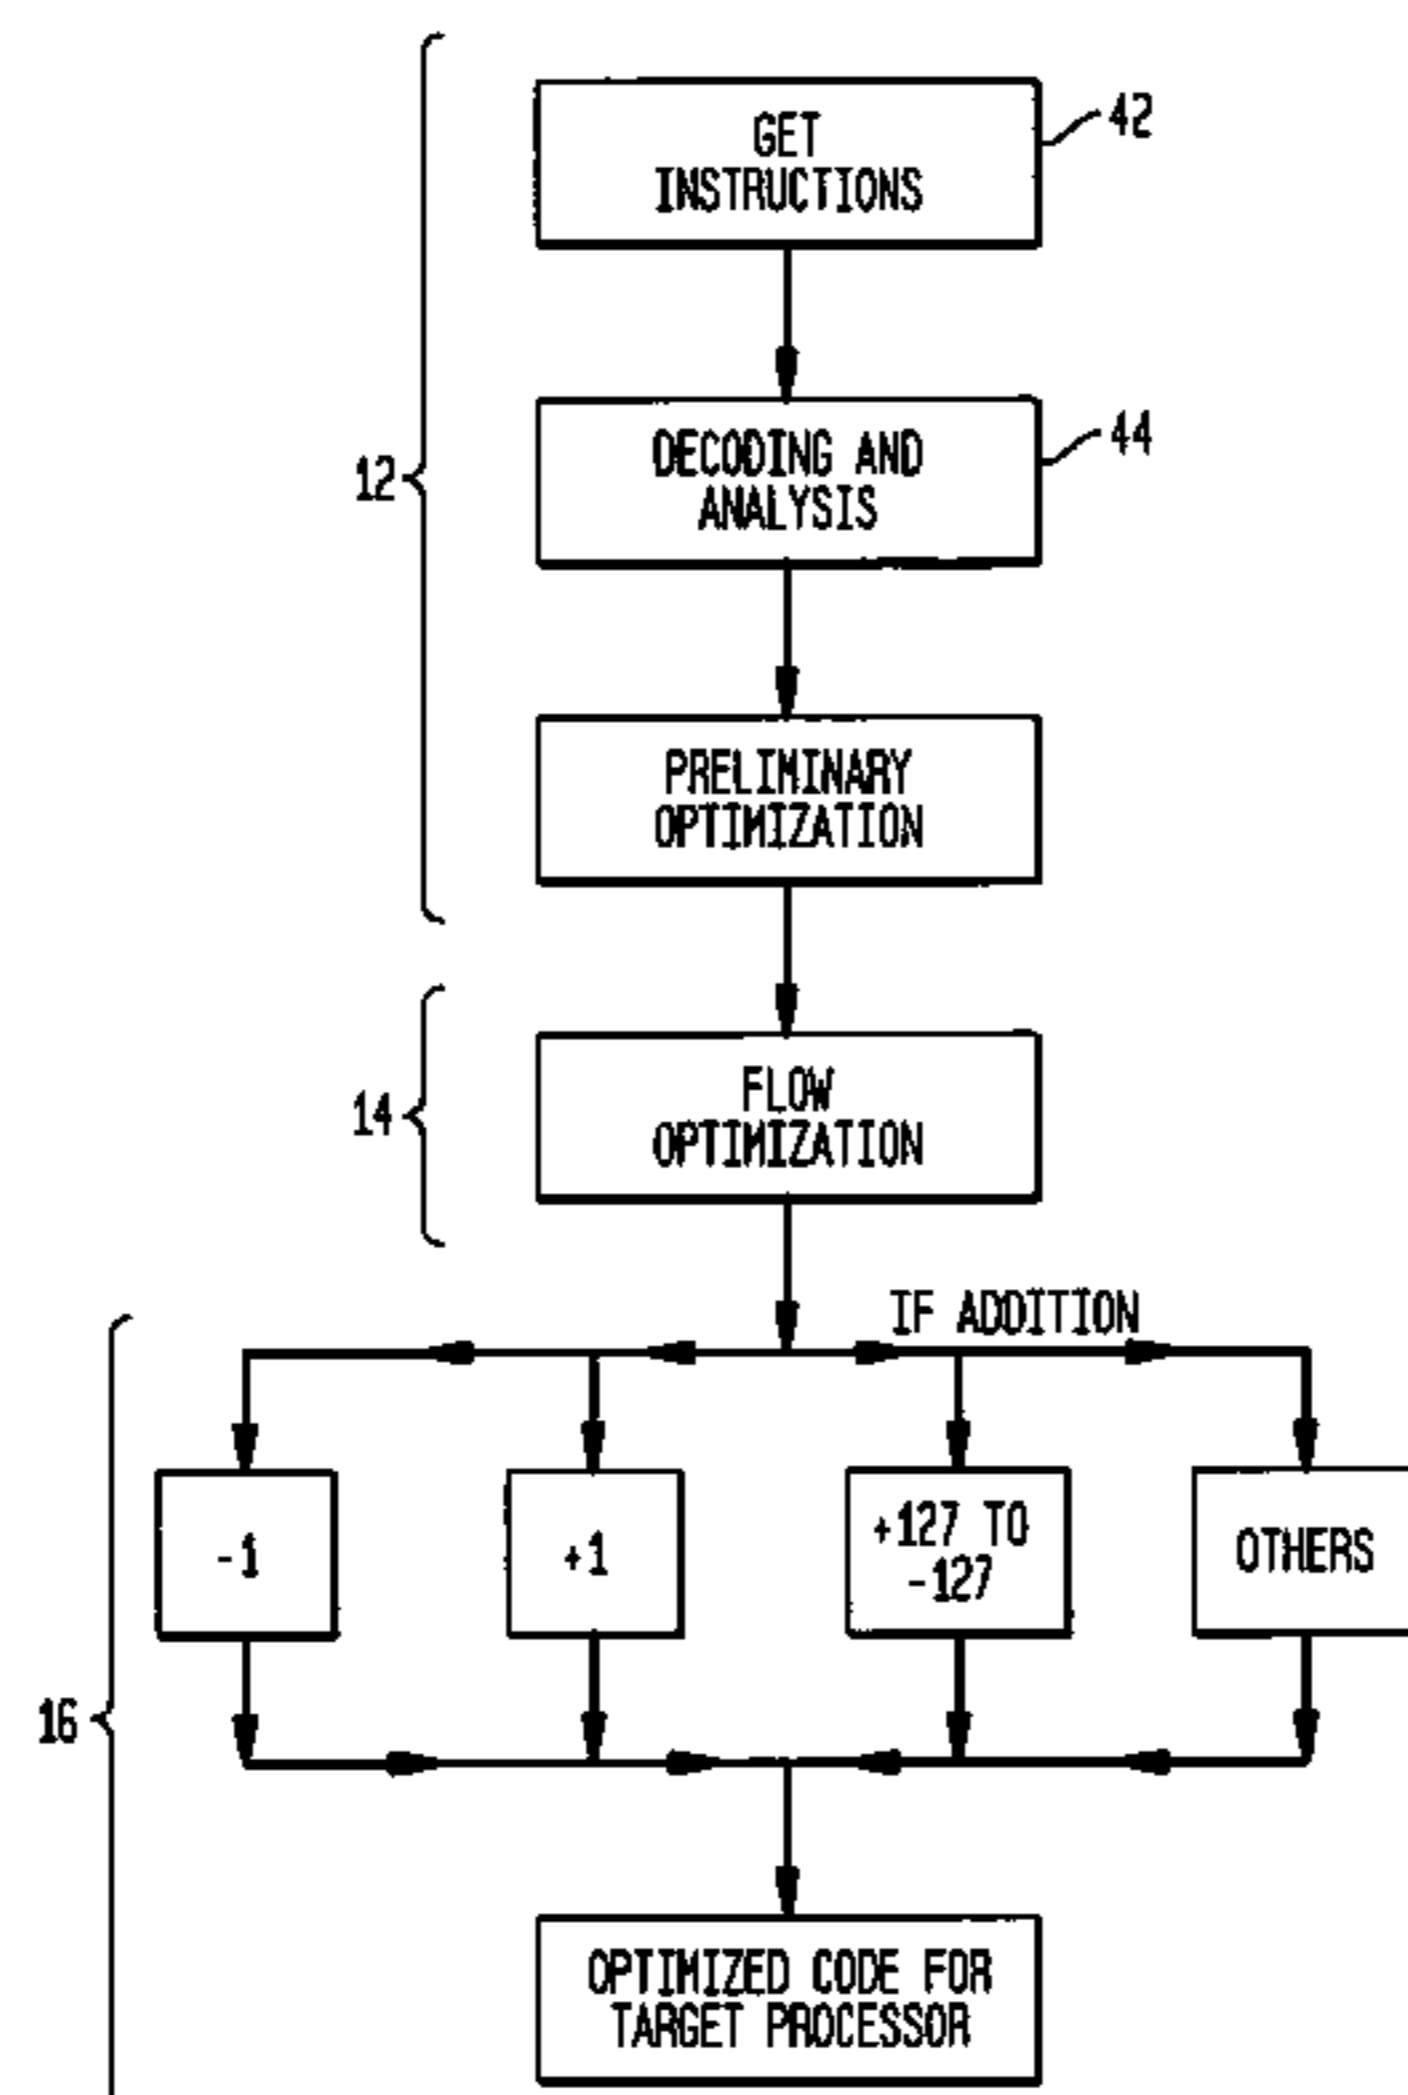 GET
INSTRUCTIONS
42
DECODING AND
ANALYSIS
44
12
PRELIMINARY
OPTIMIZATION
14
FLOW
OPTIMIZATION
IF ADDITION
-1
+1
+127 TO
-127
OTHERS
16
OPTIMIZED CODE FOR
TARGET PROCESSOR